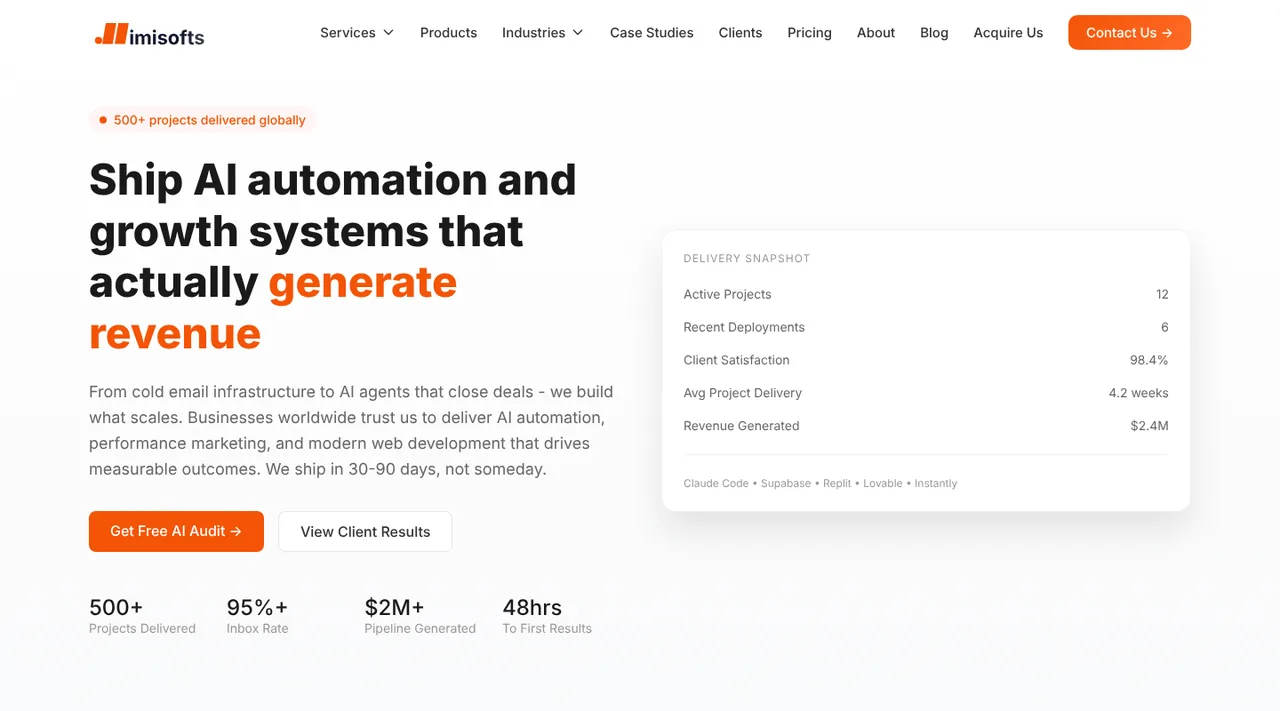 imisofts
Services
Products
Industries
Case Studies
Clients
Pricing
About
Blog
Acquire Us
Contact Us →
500+ projects delivered globally
Ship AI automation and
growth systems that
actually generate
revenue
From cold email infrastructure to AI agents that close deals - we build
what scales. Businesses worldwide trust us to deliver AI automation,
performance marketing, and modern web development that drives
measurable outcomes. We ship in 30-90 days, not someday.
Get Free AI Audit →
View Client Results
500+
Projects Delivered
95%+
Inbox Rate
$2M+
Pipeline Generated
48hrs
To First Results
DELIVERY SNAPSHOT
Active Projects 12
Recent Deployments 6
Client Satisfaction 98.4%
Avg Project Delivery 4.2 weeks
Revenue Generated $2.4M
Claude Code • Supabase • Replit • Lovable • Instantly